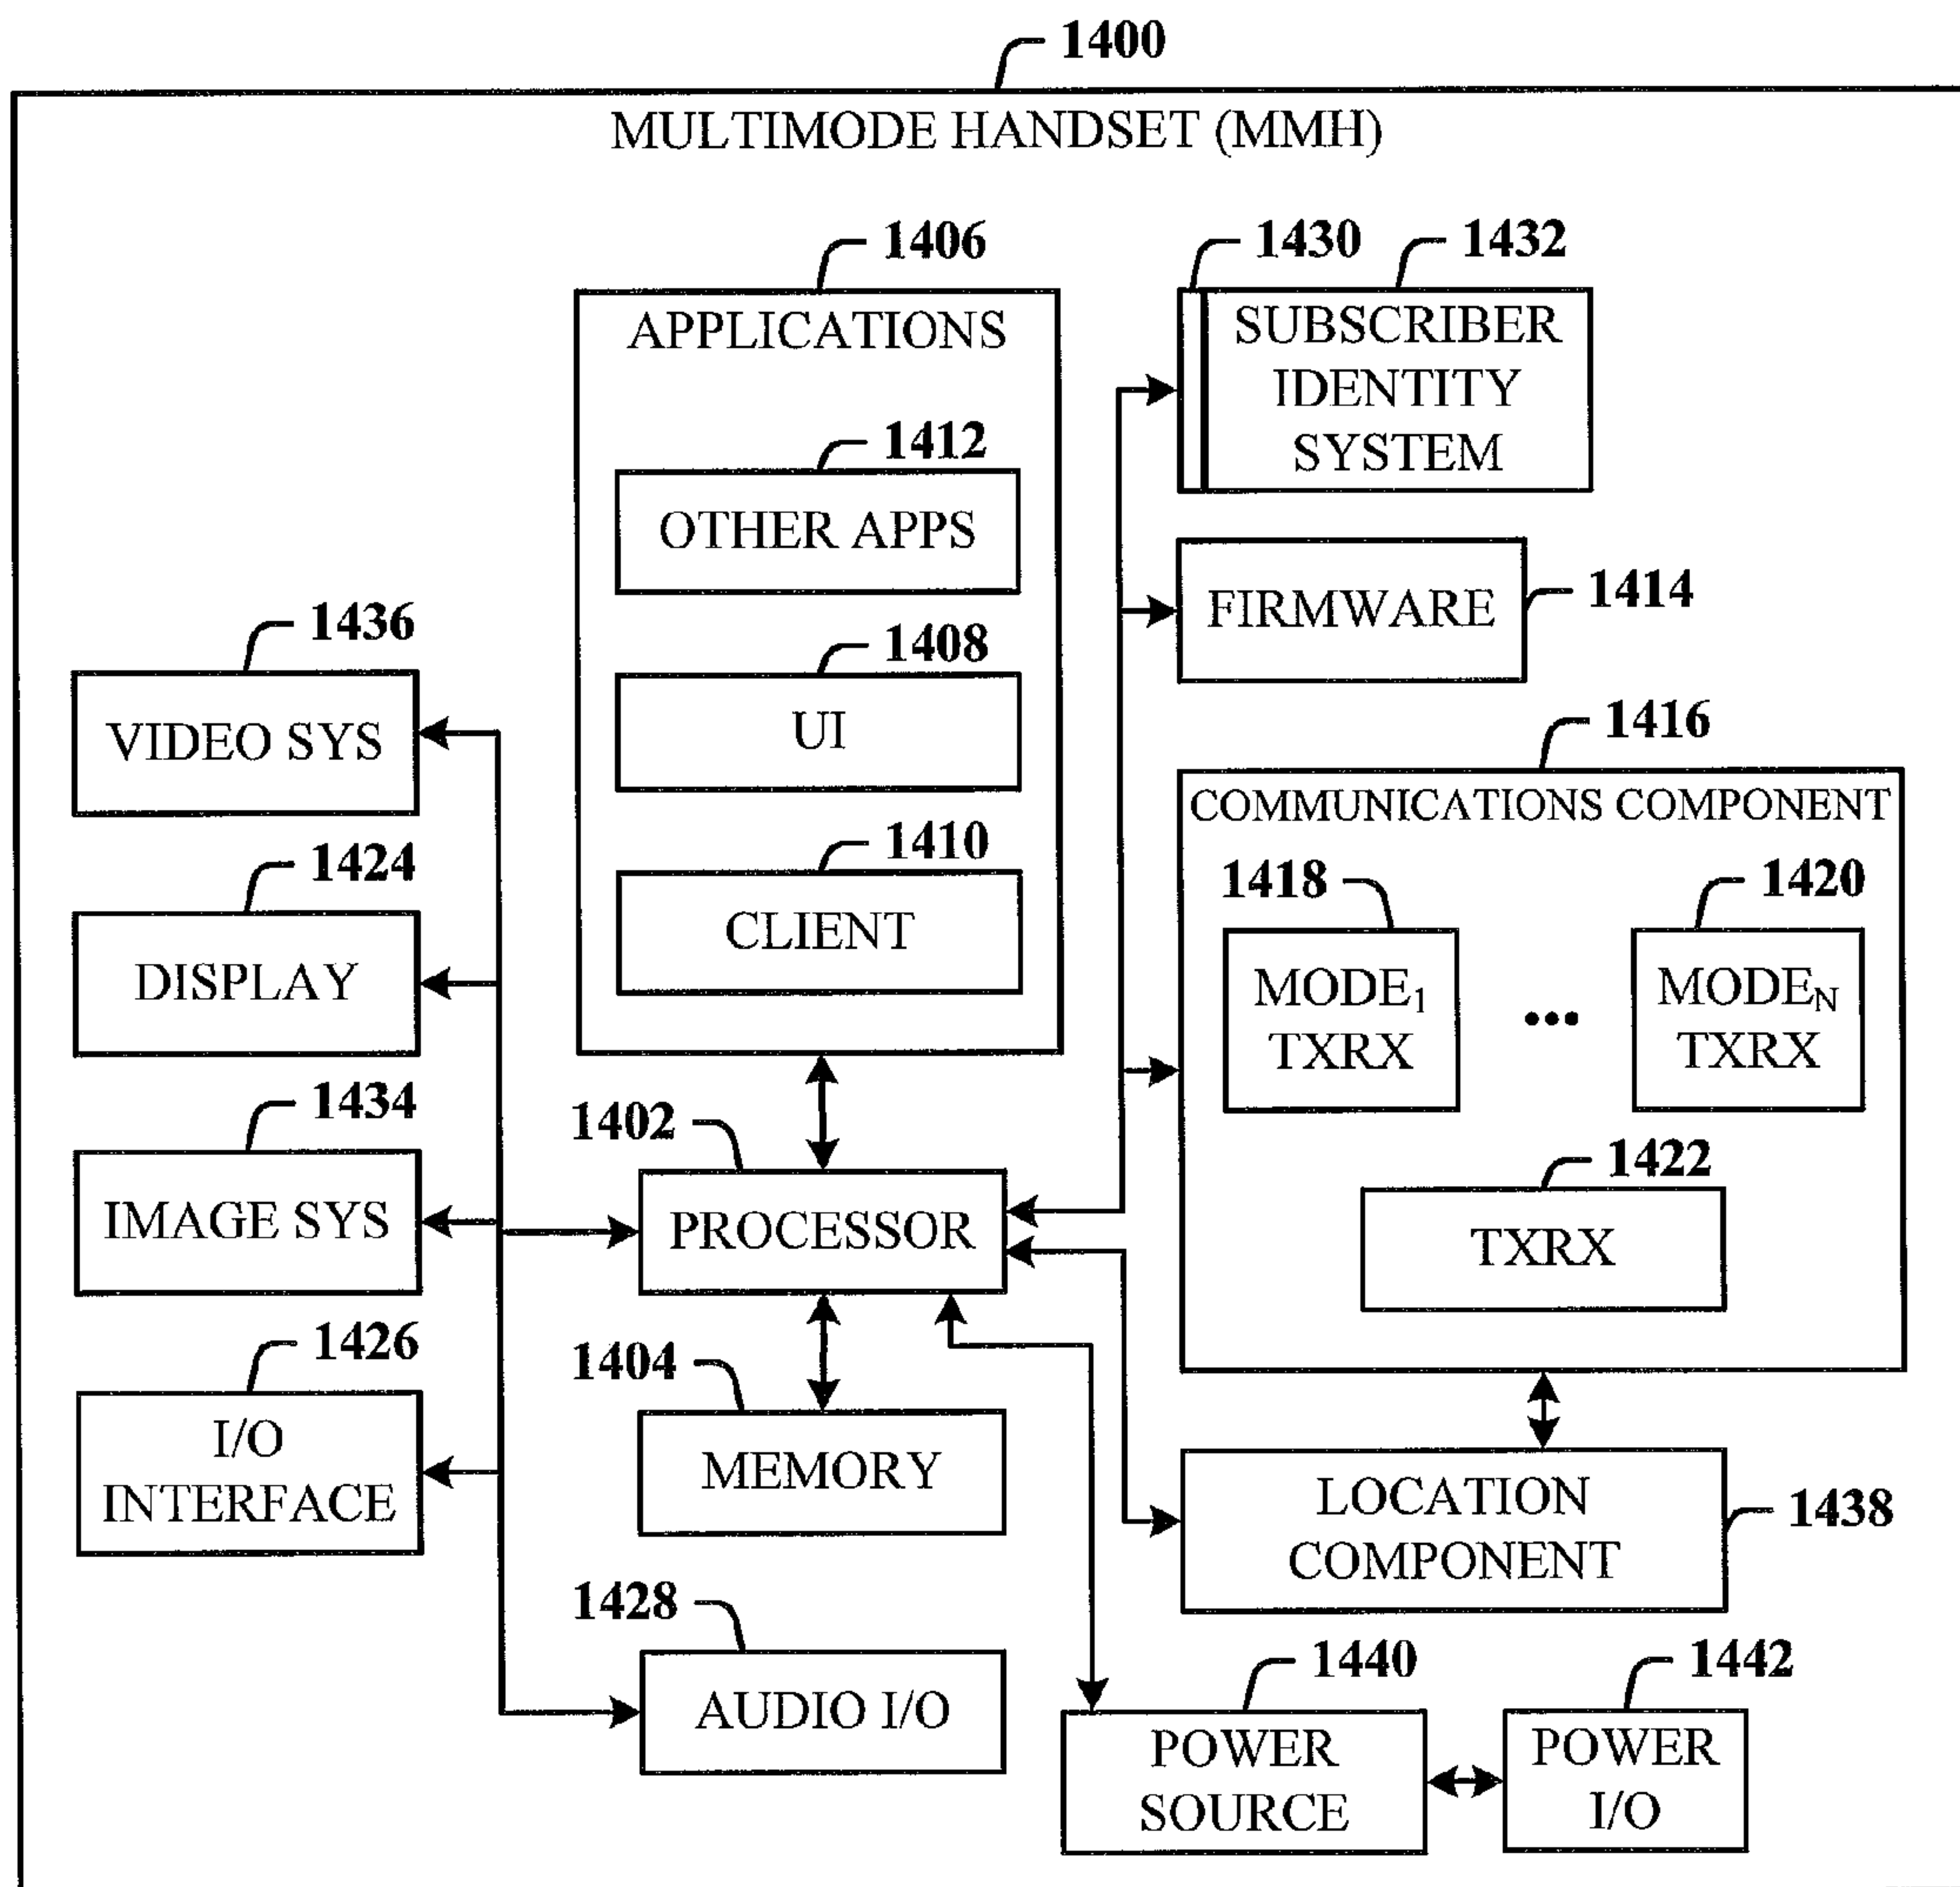 1400
MULTIMODE HANDSET (MMH)
1406
APPLICATIONS
1412
OTHER APPS
1408
UI
1410
CLIENT
1430
1432
SUBSCRIBER
IDENTITY
SYSTEM
FIRMWARE
1414
1436
VIDEO SYS
1424
DISPLAY
1434
IMAGE SYS
1426
I/O
INTERFACE
1416
COMMUNICATIONS COMPONENT
1418
MODE₁
TXRX
...
1420
MODE_N
TXRX
1422
TXRX
1402
PROCESSOR
1404
MEMORY
LOCATION
COMPONENT
1438
1428
AUDIO I/O
1440
POWER
SOURCE
1442
POWER
I/O